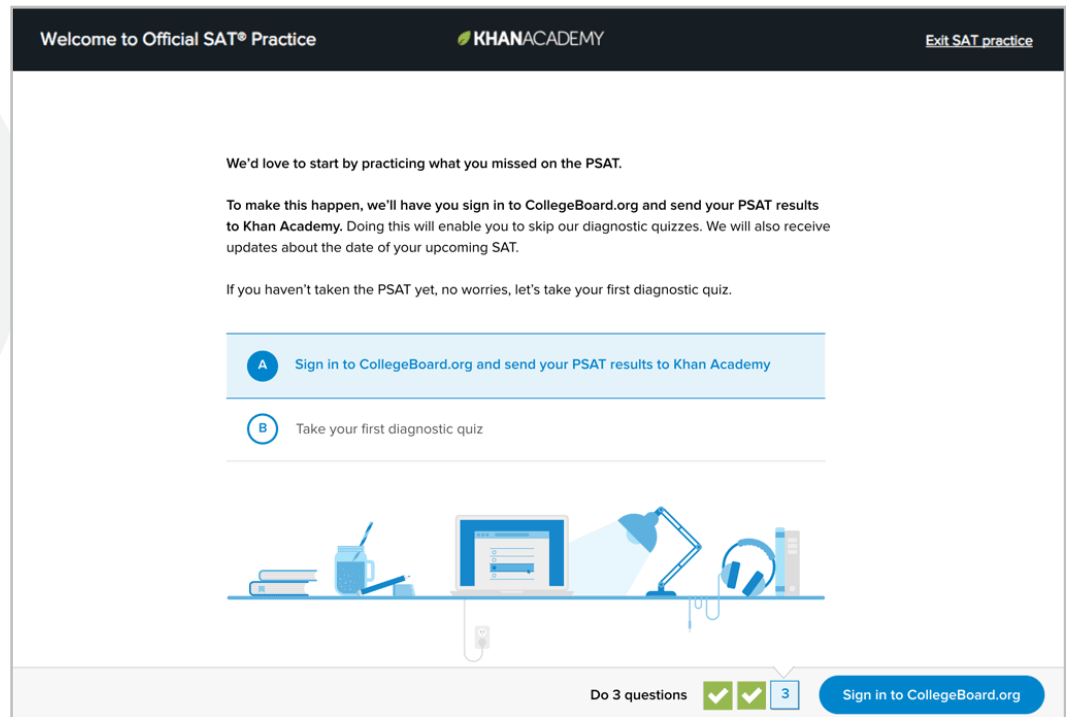 Welcome to Official SAT® Practice
KHANACADEMY
Exit SAT practice
We'd love to start by practicing what you missed on the PSAT.
To make this happen, we'll have you sign in to CollegeBoard.org and send your PSAT results
to Khan Academy. Doing this will enable you to skip our diagnostic quizzes. We will also receive
updates about the date of your upcoming SAT.
If you haven't taken the PSAT yet, no worries, let's take your first diagnostic quiz.
A Sign in to CollegeBoard.org and send your PSAT results to Khan Academy
B Take your first diagnostic quiz
Do 3 questions 3 Sign in to CollegeBoard.org